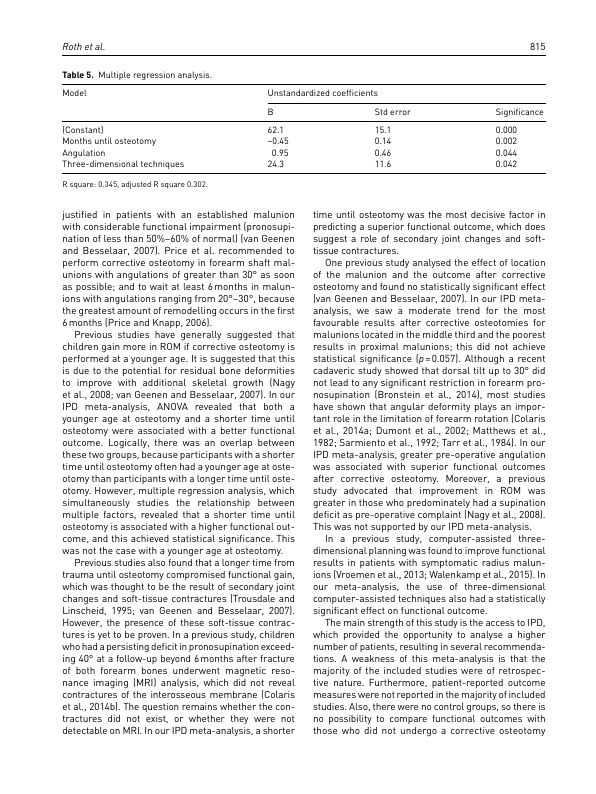 Roth et al. 815
Table 5. Multiple regression analysis.
Model Unstandardized coefficients
B Std error Significance
(Constant) 62.1 15.1 0.000
Months until osteotomy –0.45 0.14 0.002
Angulation 0.95 0.46 0.044
Three-dimensional techniques 24.3 11.6 0.042
R square: 0.345, adjusted R square 0.302.
justified in patients with an established malunion
with considerable functional impairment (pronosupi-
nation of less than 50%–60% of normal) (van Geenen
and Besselaar, 2007). Price et al. recommended to
perform corrective osteotomy in forearm shaft mal-
unions with angulations of greater than 30° as soon
as possible; and to wait at least 6 months in malun-
ions with angulations ranging from 20°–30°, because
the greatest amount of remodelling occurs in the first
6 months (Price and Knapp, 2006).
Previous studies have generally suggested that
children gain more in ROM if corrective osteotomy is
performed at a younger age. It is suggested that this
is due to the potential for residual bone deformities
to improve with additional skeletal growth (Nagy
et al., 2008; van Geenen and Besselaar, 2007). In our
IPD meta-analysis, ANOVA revealed that both a
younger age at osteotomy and a shorter time until
osteotomy were associated with a better functional
outcome. Logically, there was an overlap between
these two groups, because participants with a shorter
time until osteotomy often had a younger age at oste-
otomy than participants with a longer time until oste-
otomy. However, multiple regression analysis, which
simultaneously studies the relationship between
multiple factors, revealed that a shorter time until
osteotomy is associated with a higher functional out-
come, and this achieved statistical significance. This
was not the case with a younger age at osteotomy.
Previous studies also found that a longer time from
trauma until osteotomy compromised functional gain,
which was thought to be the result of secondary joint
changes and soft-tissue contractures (Trousdale and
Linscheid, 1995; van Geenen and Besselaar, 2007).
However, the presence of these soft-tissue contrac-
tures is yet to be proven. In a previous study, children
who had a persisting deficit in pronosupination exceed-
ing 40° at a follow-up beyond 6 months after fracture
of both forearm bones underwent magnetic reso-
nance imaging (MRI) analysis, which did not reveal
contractures of the interosseous membrane (Colaris
et al., 2014b). The question remains whether the con-
tractures did not exist, or whether they were not
detectable on MRI. In our IPD meta-analysis, a shorter
time until osteotomy was the most decisive factor in
predicting a superior functional outcome, which does
suggest a role of secondary joint changes and soft-
tissue contractures.
One previous study analysed the effect of location
of the malunion and the outcome after corrective
osteotomy and found no statistically significant effect
(van Geenen and Besselaar, 2007). In our IPD meta-
analysis, we saw a moderate trend for the most
favourable results after corrective osteotomies for
malunions located in the middle third and the poorest
results in proximal malunions; this did not achieve
statistical significance (p = 0.057). Although a recent
cadaveric study showed that dorsal tilt up to 30° did
not lead to any significant restriction in forearm pro-
nosupination (Bronstein et al., 2014), most studies
have shown that angular deformity plays an impor-
tant role in the limitation of forearm rotation (Colaris
et al., 2014a; Dumont et al., 2002; Matthews et al.,
1982; Sarmiento et al., 1992; Tarr et al., 1984). In our
IPD meta-analysis, greater pre-operative angulation
was associated with superior functional outcomes
after corrective osteotomy. Moreover, a previous
study advocated that improvement in ROM was
greater in those who predominately had a supination
deficit as pre-operative complaint (Nagy et al., 2008).
This was not supported by our IPD meta-analysis.
In a previous study, computer-assisted three-
dimensional planning was found to improve functional
results in patients with symptomatic radius malun-
ions (Vroemen et al., 2013; Walenkamp et al., 2015). In
our meta-analysis, the use of three-dimensional
computer-assisted techniques also had a statistically
significant effect on functional outcome.
The main strength of this study is the access to IPD,
which provided the opportunity to analyse a higher
number of patients, resulting in several recommenda-
tions. A weakness of this meta-analysis is that the
majority of the included studies were of retrospec-
tive nature. Furthermore, patient-reported outcome
measures were not reported in the majority of included
studies. Also, there were no control groups, so there is
no possibility to compare functional outcomes with
those who did not undergo a corrective osteotomy